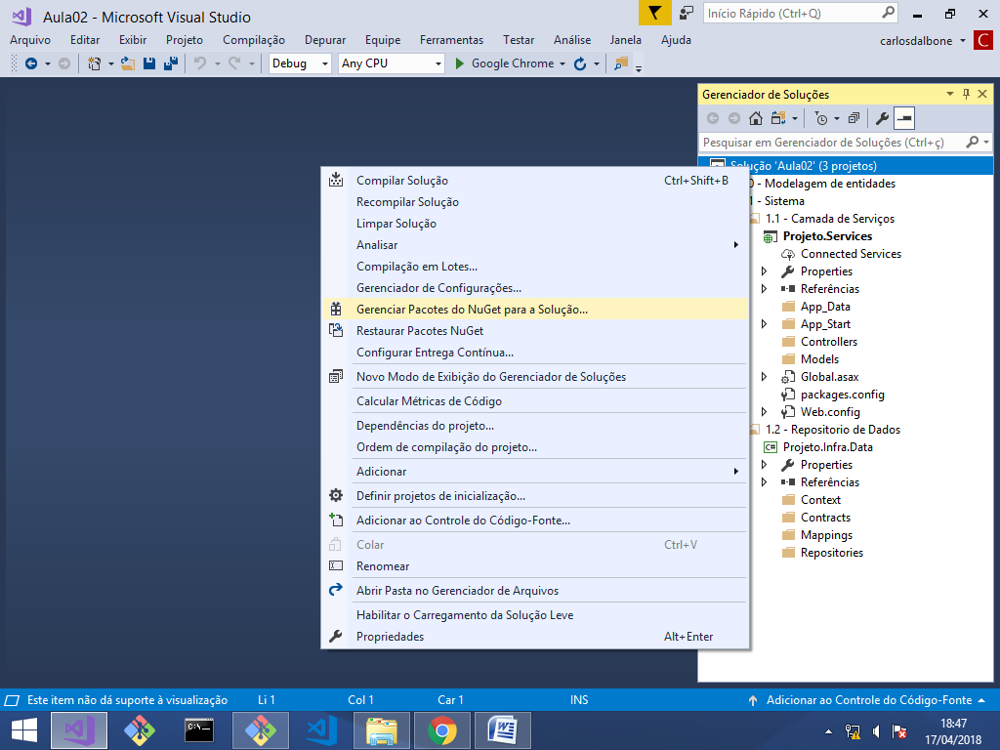 Aula02 - Microsoft Visual Studio
Início Rápido (Ctrl+Q)
Arquivo Editar Exibir Projeto Compilação Depurar Equipe Ferramentas Testar Análise Janela Ajuda
carlosdalbone C
Debug Any CPU Google Chrome
Gerenciador de Soluções
Pesquisar em Gerenciador de Soluções (Ctrl+ç)
Solução 'Aula02' (3 projetos)
0 - Modelagem de entidades
1 - Sistema
1.1 - Camada de Serviços
Projeto.Services
Connected Services
Properties
Referências
App_Data
App_Start
Controllers
Models
Global.asax
packages.config
Web.config
1.2 - Repositorio de Dados
C# Projeto.Infra.Data
Properties
Referências
Context
Contracts
Mappings
Repositories
Compilar Solução Ctrl+Shift+B
Recompilar Solução
Limpar Solução
Analisar
Compilação em Lotes...
Gerenciador de Configurações...
Gerenciar Pacotes do NuGet para a Solução...
Restaurar Pacotes NuGet
Configurar Entrega Contínua...
Novo Modo de Exibição do Gerenciador de Soluções
Calcular Métricas de Código
Dependências do projeto...
Ordem de compilação do projeto...
Adicionar
Definir projetos de inicialização...
Adicionar ao Controle do Código-Fonte...
Colar Ctrl+V
Renomear
Abrir Pasta no Gerenciador de Arquivos
Habilitar o Carregamento da Solução Leve
Propriedades Alt+Enter
Este item não dá suporte à visualização Li 1 Col 1 Car 1 INS Adicionar ao Controle do Código-Fonte
18:47
17/04/2018